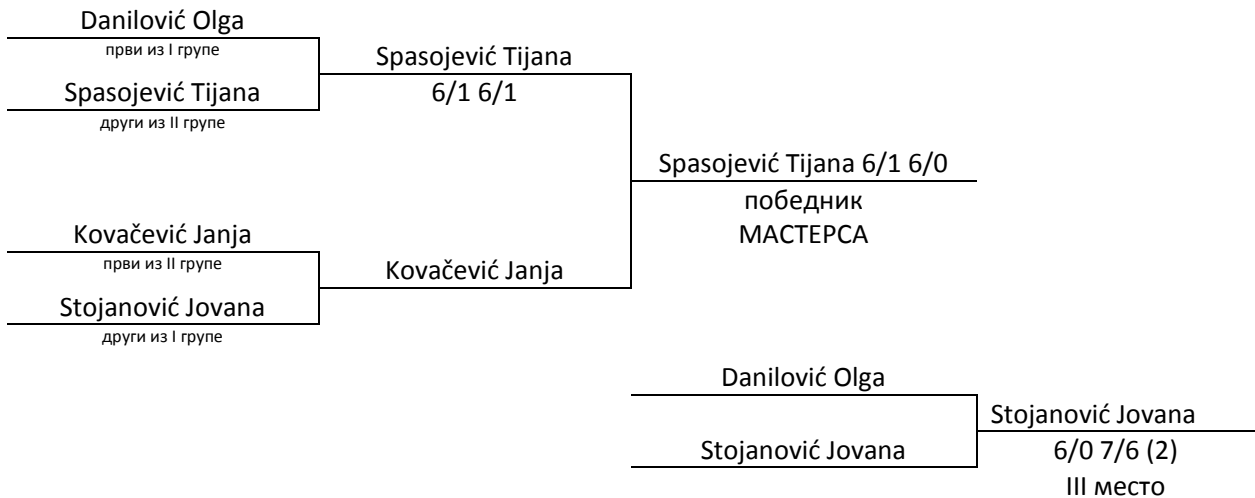 Danilović Olga
први из I групе
Spasojević Tijana
други из II групе
Spasojević Tijana
6/1 6/1
Spasojević Tijana 6/1 6/0
победник
МАСТЕРСА
Kovačević Janja
први из II групе
Stojanović Jovana
други из I групе
Kovačević Janja
Danilović Olga
Stojanović Jovana
Stojanović Jovana
6/0 7/6 (2)
III место